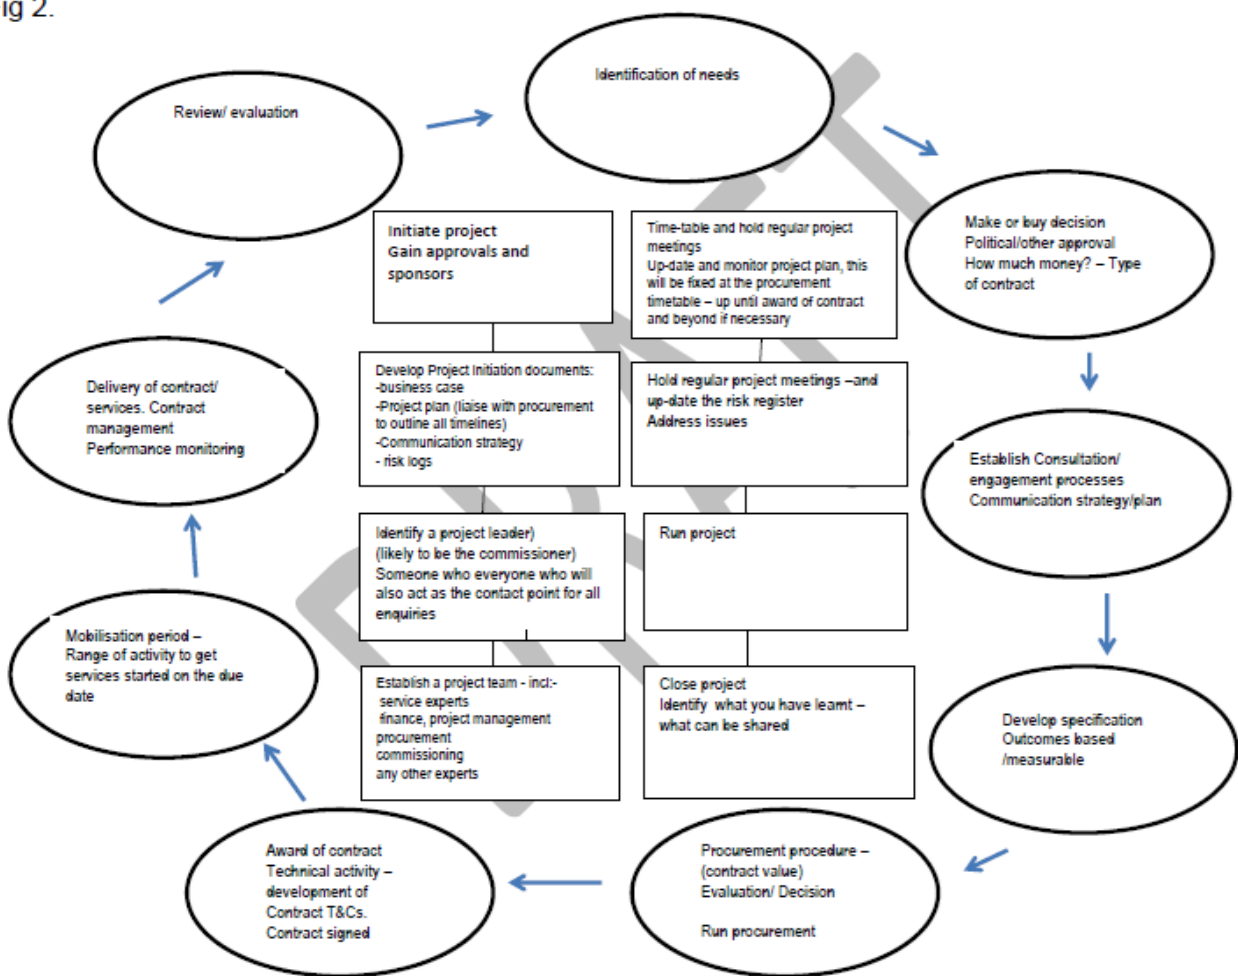 ig 2.
Identification of needs
Review/ evaluation
Make or buy decision
Political/other approval
How much money? – Type
of contract
Initiate project
Gain approvals and
sponsors
Time-table and hold regular project
meetings
Up-date and monitor project plan, this
will be fixed at the procurement
timetable – up until award of contract
and beyond if necessary
Develop Project Initiation documents:
-business case
-Project plan (liaise with procurement
to outline all timelines)
-Communication strategy
- risk logs
Hold regular project meetings –and
up-date the risk register
Address issues
Delivery of contract/
services. Contract
management
Performance monitoring
Establish Consultation/
engagement processes
Communication strategy/plan
Identify a project leader)
(likely to be the commissioner)
Someone who everyone who will
also act as the contact point for all
enquiries
Run project
Mobilisation period –
Range of activity to get
services started on the due
date
Establish a project team - incl:-
service experts
finance, project management
procurement
commissioning
any other experts
Close project
Identify what you have learnt –
what can be shared
Develop specification
Outcomes based
/measurable
Award of contract
Technical activity –
development of
Contract T&Cs.
Contract signed
Procurement procedure –
(contract value)
Evaluation/ Decision
Run procurement
DRAFT